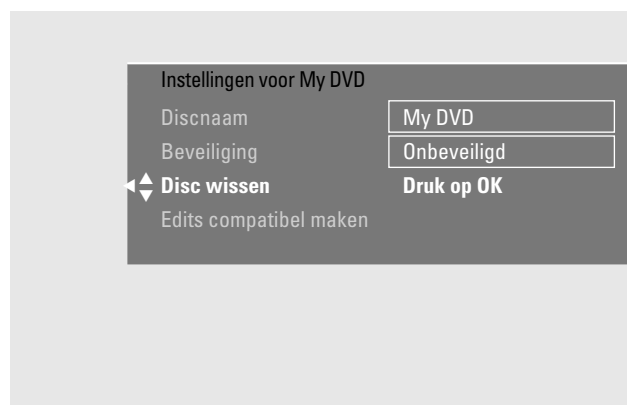 Instellingen voor My DVD
Discnaam My DVD
Beveiliging Onbeveiligd
Disc wissen Druk op OK
Edits compatibel maken